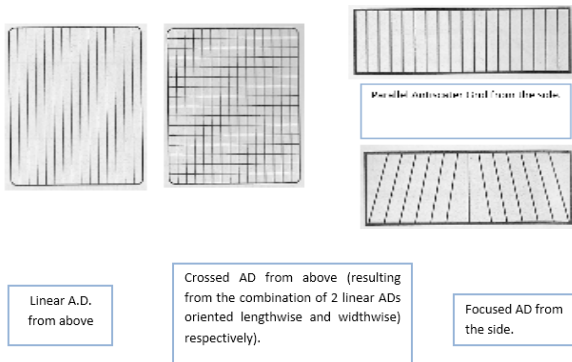 Parallel Antiscater Grid from the side.
Linear A.D.
from above
Crossed AD from above (resulting
from the combination of 2 linear ADs
oriented lengthwise and widthwise)
respectively).
Focused AD from
the side.